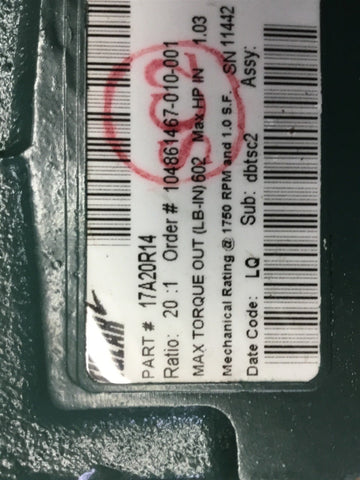 PART# 17A20R14
Ratio: 20 :1 Order # 104861467-010-001
MAX TORQUE OUT (LB-IN) 602 Max HP IN 1.03
Mechanical Rating @ 1750 RPM and 1.0 S.F. SN 11442
Date Code: LQ Sub: dbtsc2 Assy:
SC2